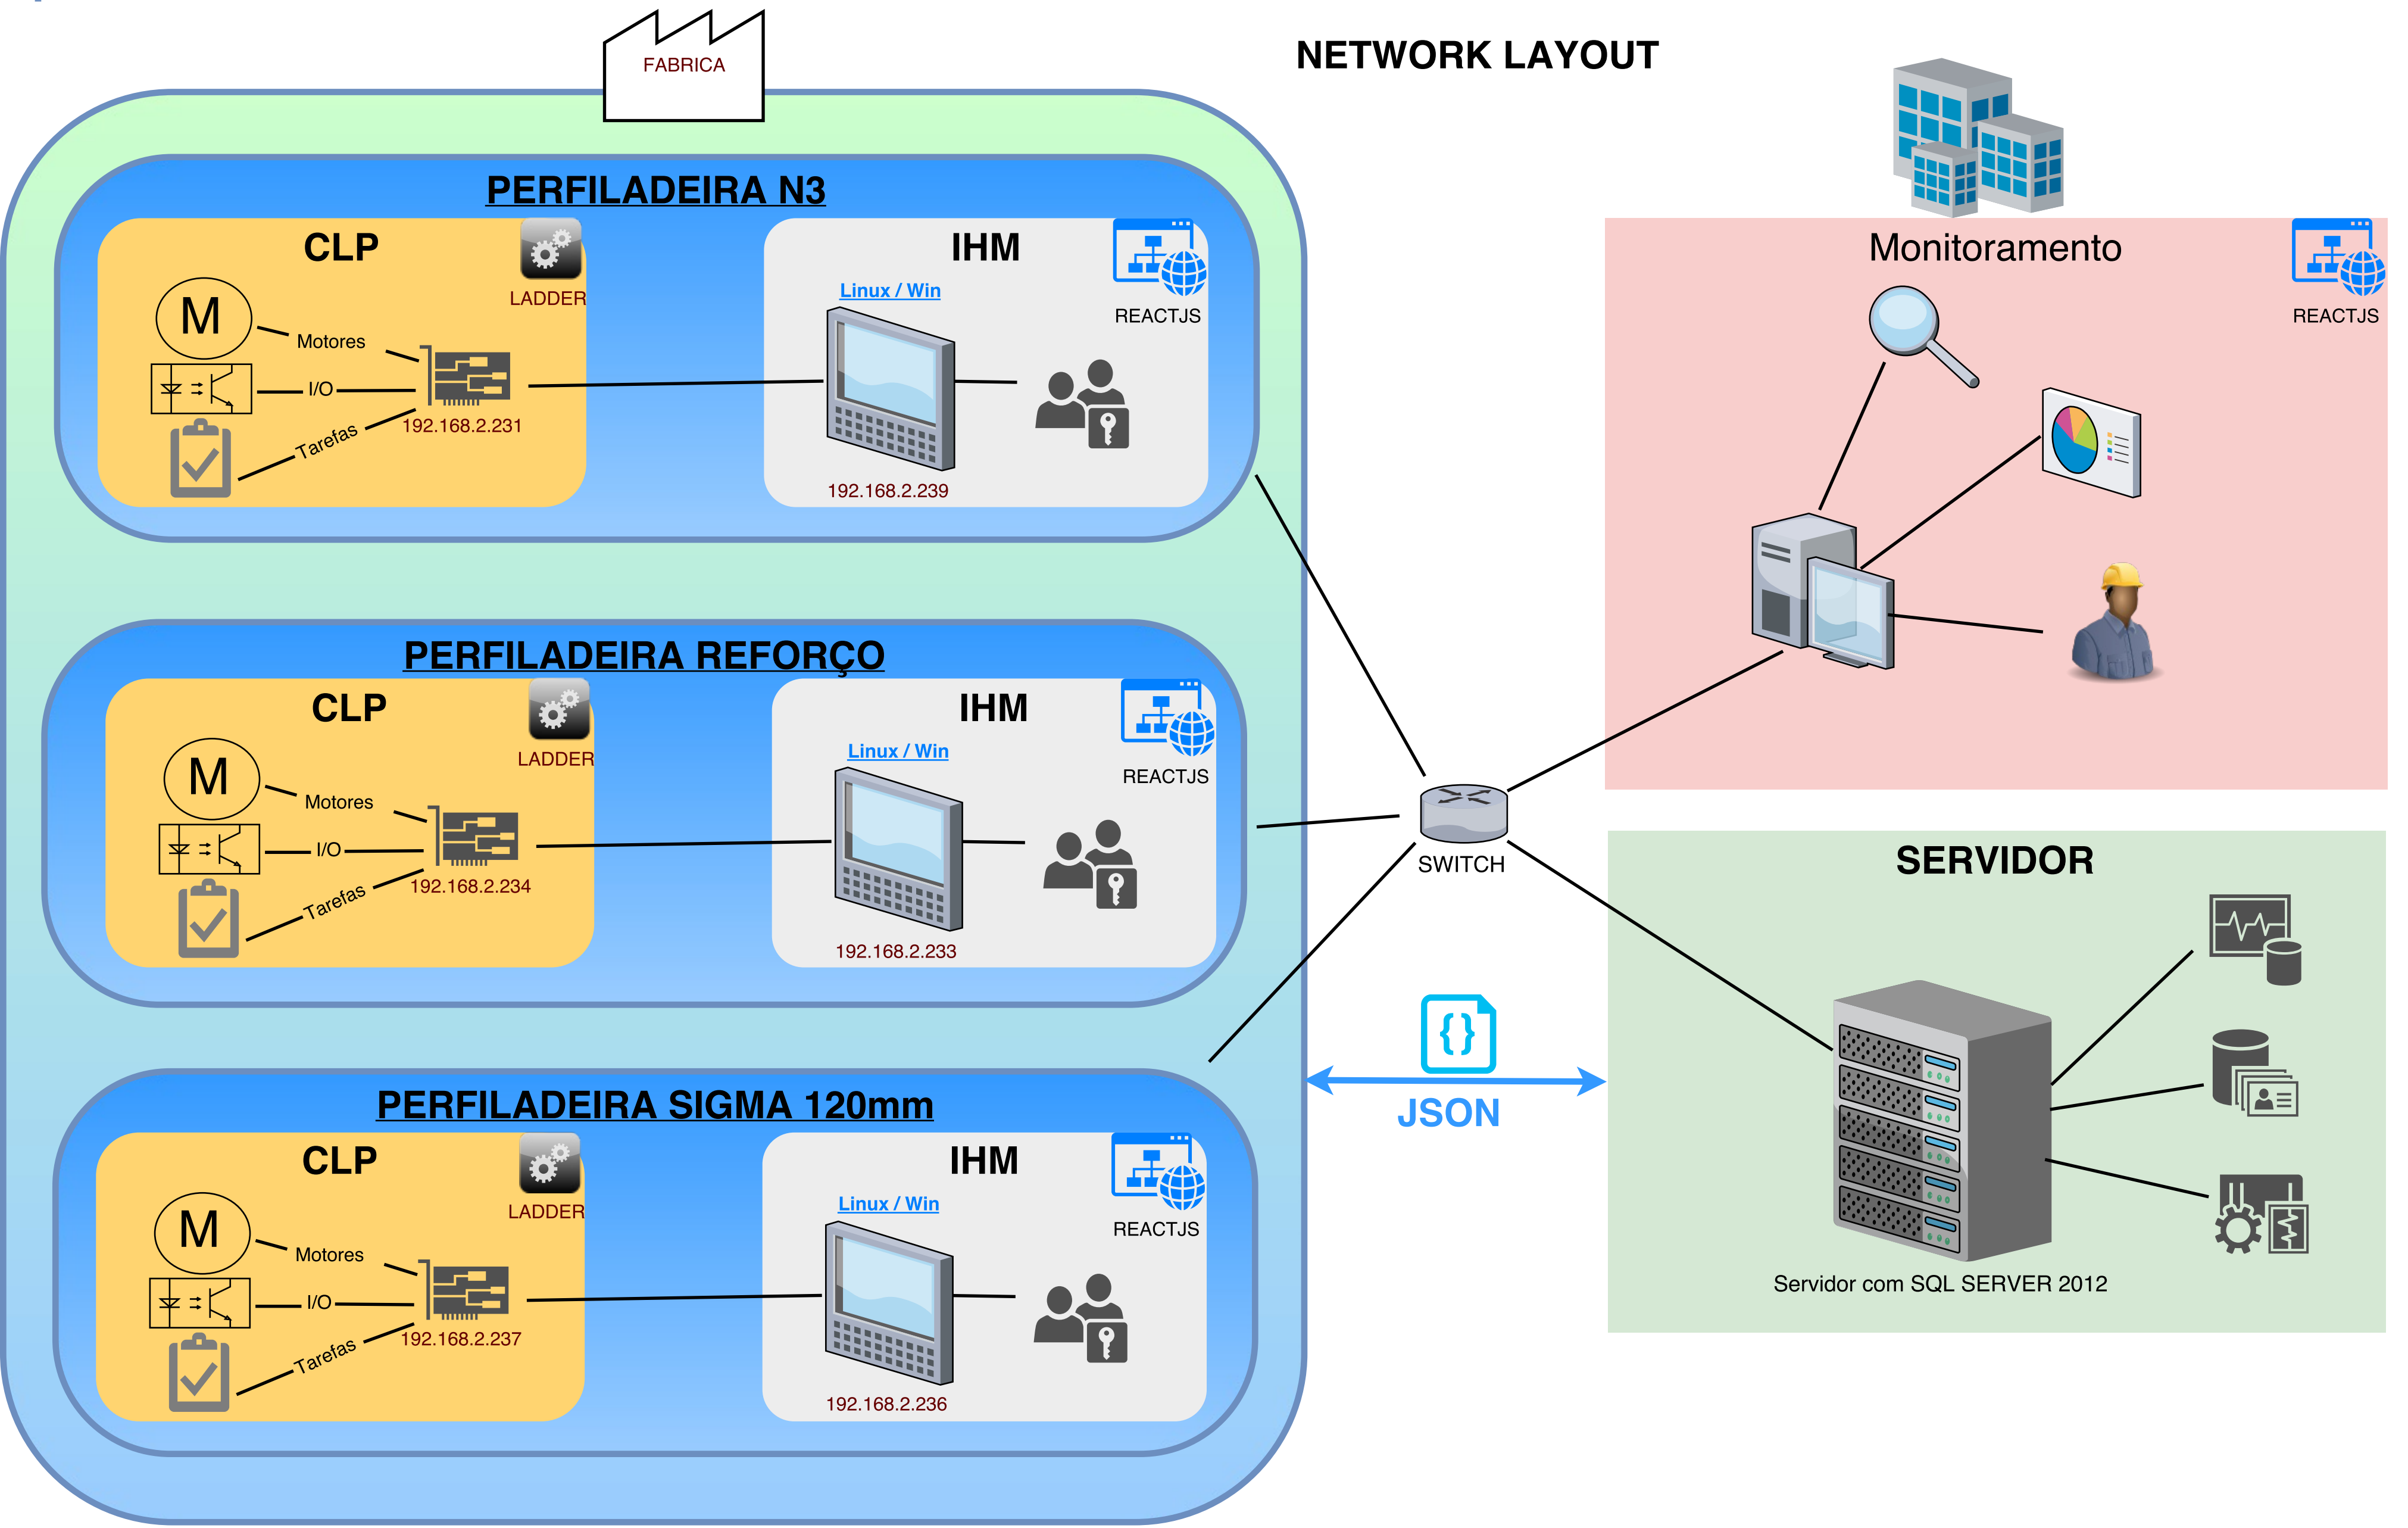 FABRICA
NETWORK LAYOUT
PERFILADEIRA N3
CLP
LADDER
M
Motores
I/O
Tarefas
192.168.2.231
IHM
Linux / Win
REACTJS
192.168.2.239
PERFILADEIRA REFORÇO
CLP
LADDER
M
Motores
I/O
Tarefas
192.168.2.234
IHM
Linux / Win
REACTJS
192.168.2.233
PERFILADEIRA SIGMA 120mm
CLP
LADDER
M
Motores
I/O
Tarefas
192.168.2.237
IHM
Linux / Win
REACTJS
192.168.2.236
SWITCH
{}
JSON
Monitoramento
REACTJS
SERVIDOR
Servidor com SQL SERVER 2012